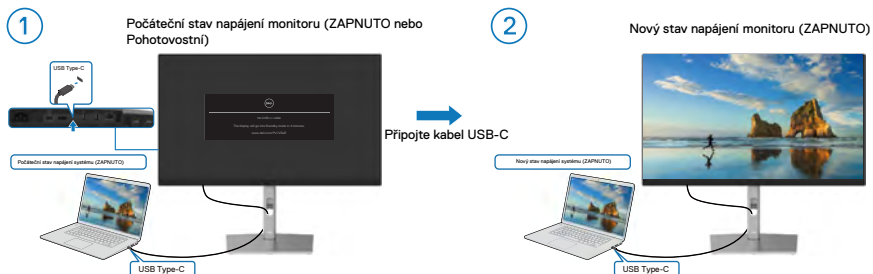 1
Počáteční stav napájení monitoru (ZAPNUTO nebo
Pohotovostní)
USB Type-C
DELL
Připojte kabel USB-C
Počáteční stav napájení systému (ZAPNUTO)
USB Type-C
2
Nový stav napájení monitoru (ZAPNUTO)
Nový stav napájení systému (ZAPNUTO)
USB Type-C